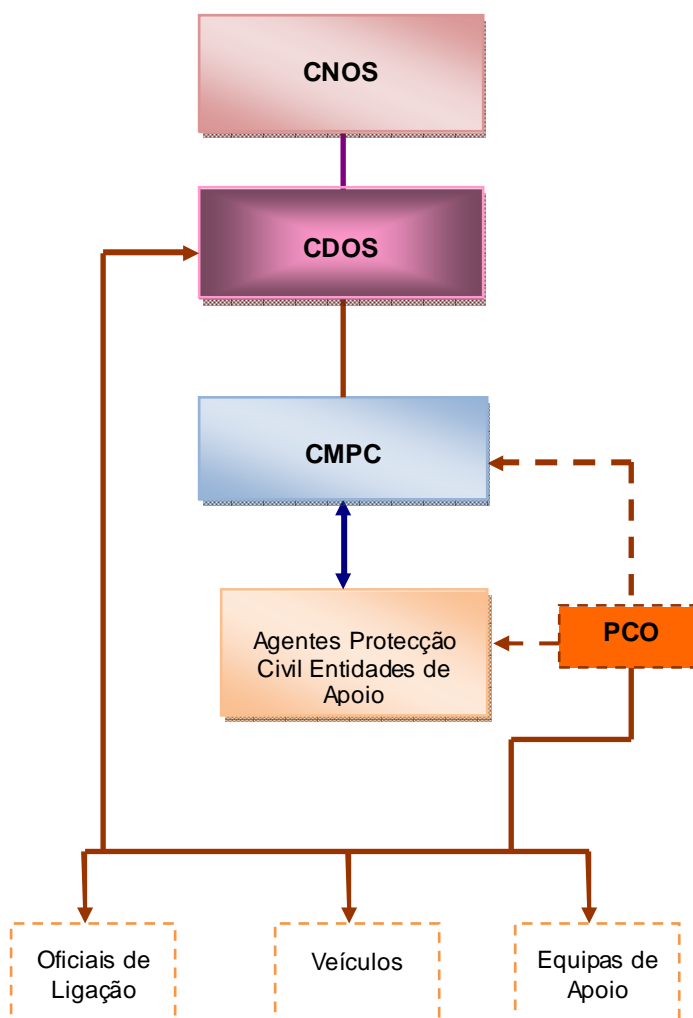 CNOS
CDOS
CMPC
Agentes Protecção
Civil Entidades de
Apoio
PCO
Oficiais de
Ligação
Veículos
Equipas de
Apoio